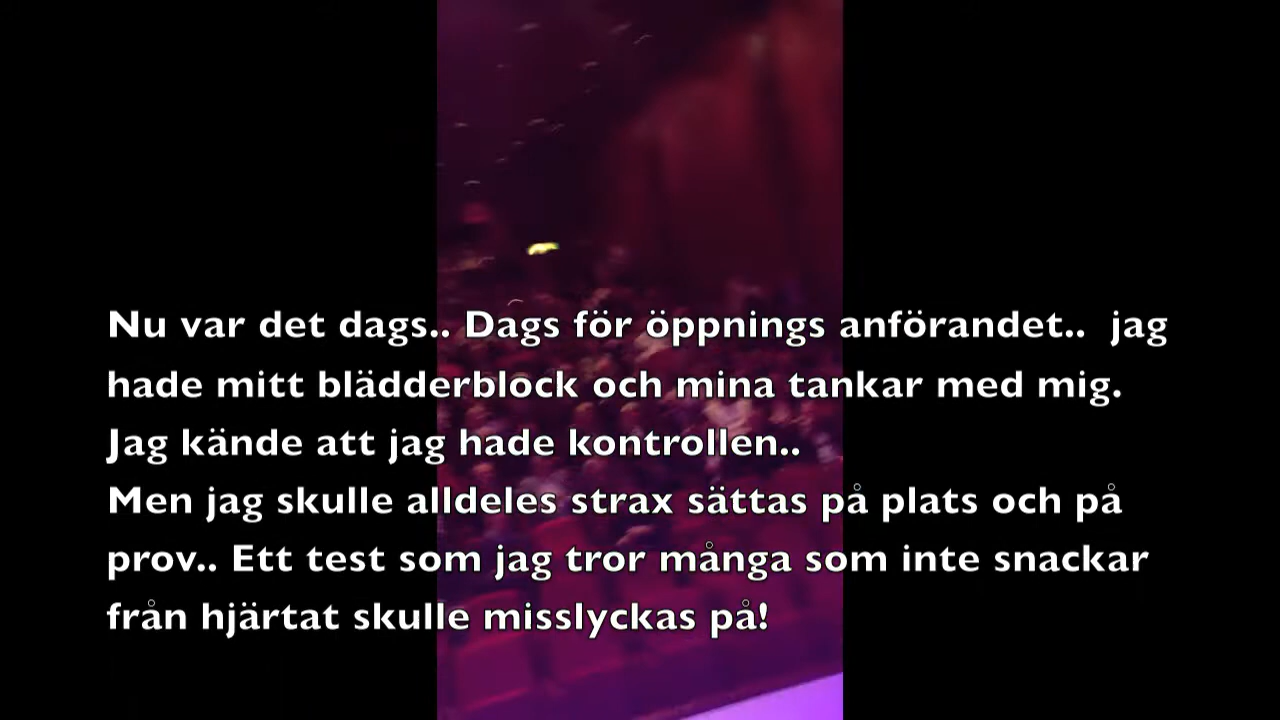 Nu var det dags.. Dags för öppnings anförandet..  jag
hade mitt blädderblock och mina tankar med mig.
Jag kände att jag hade kontrollen..
Men jag skulle alldeles strax sättas på plats och på
prov.. Ett test som jag tror många som inte snackar
från hjärtat skulle misslyckas på!